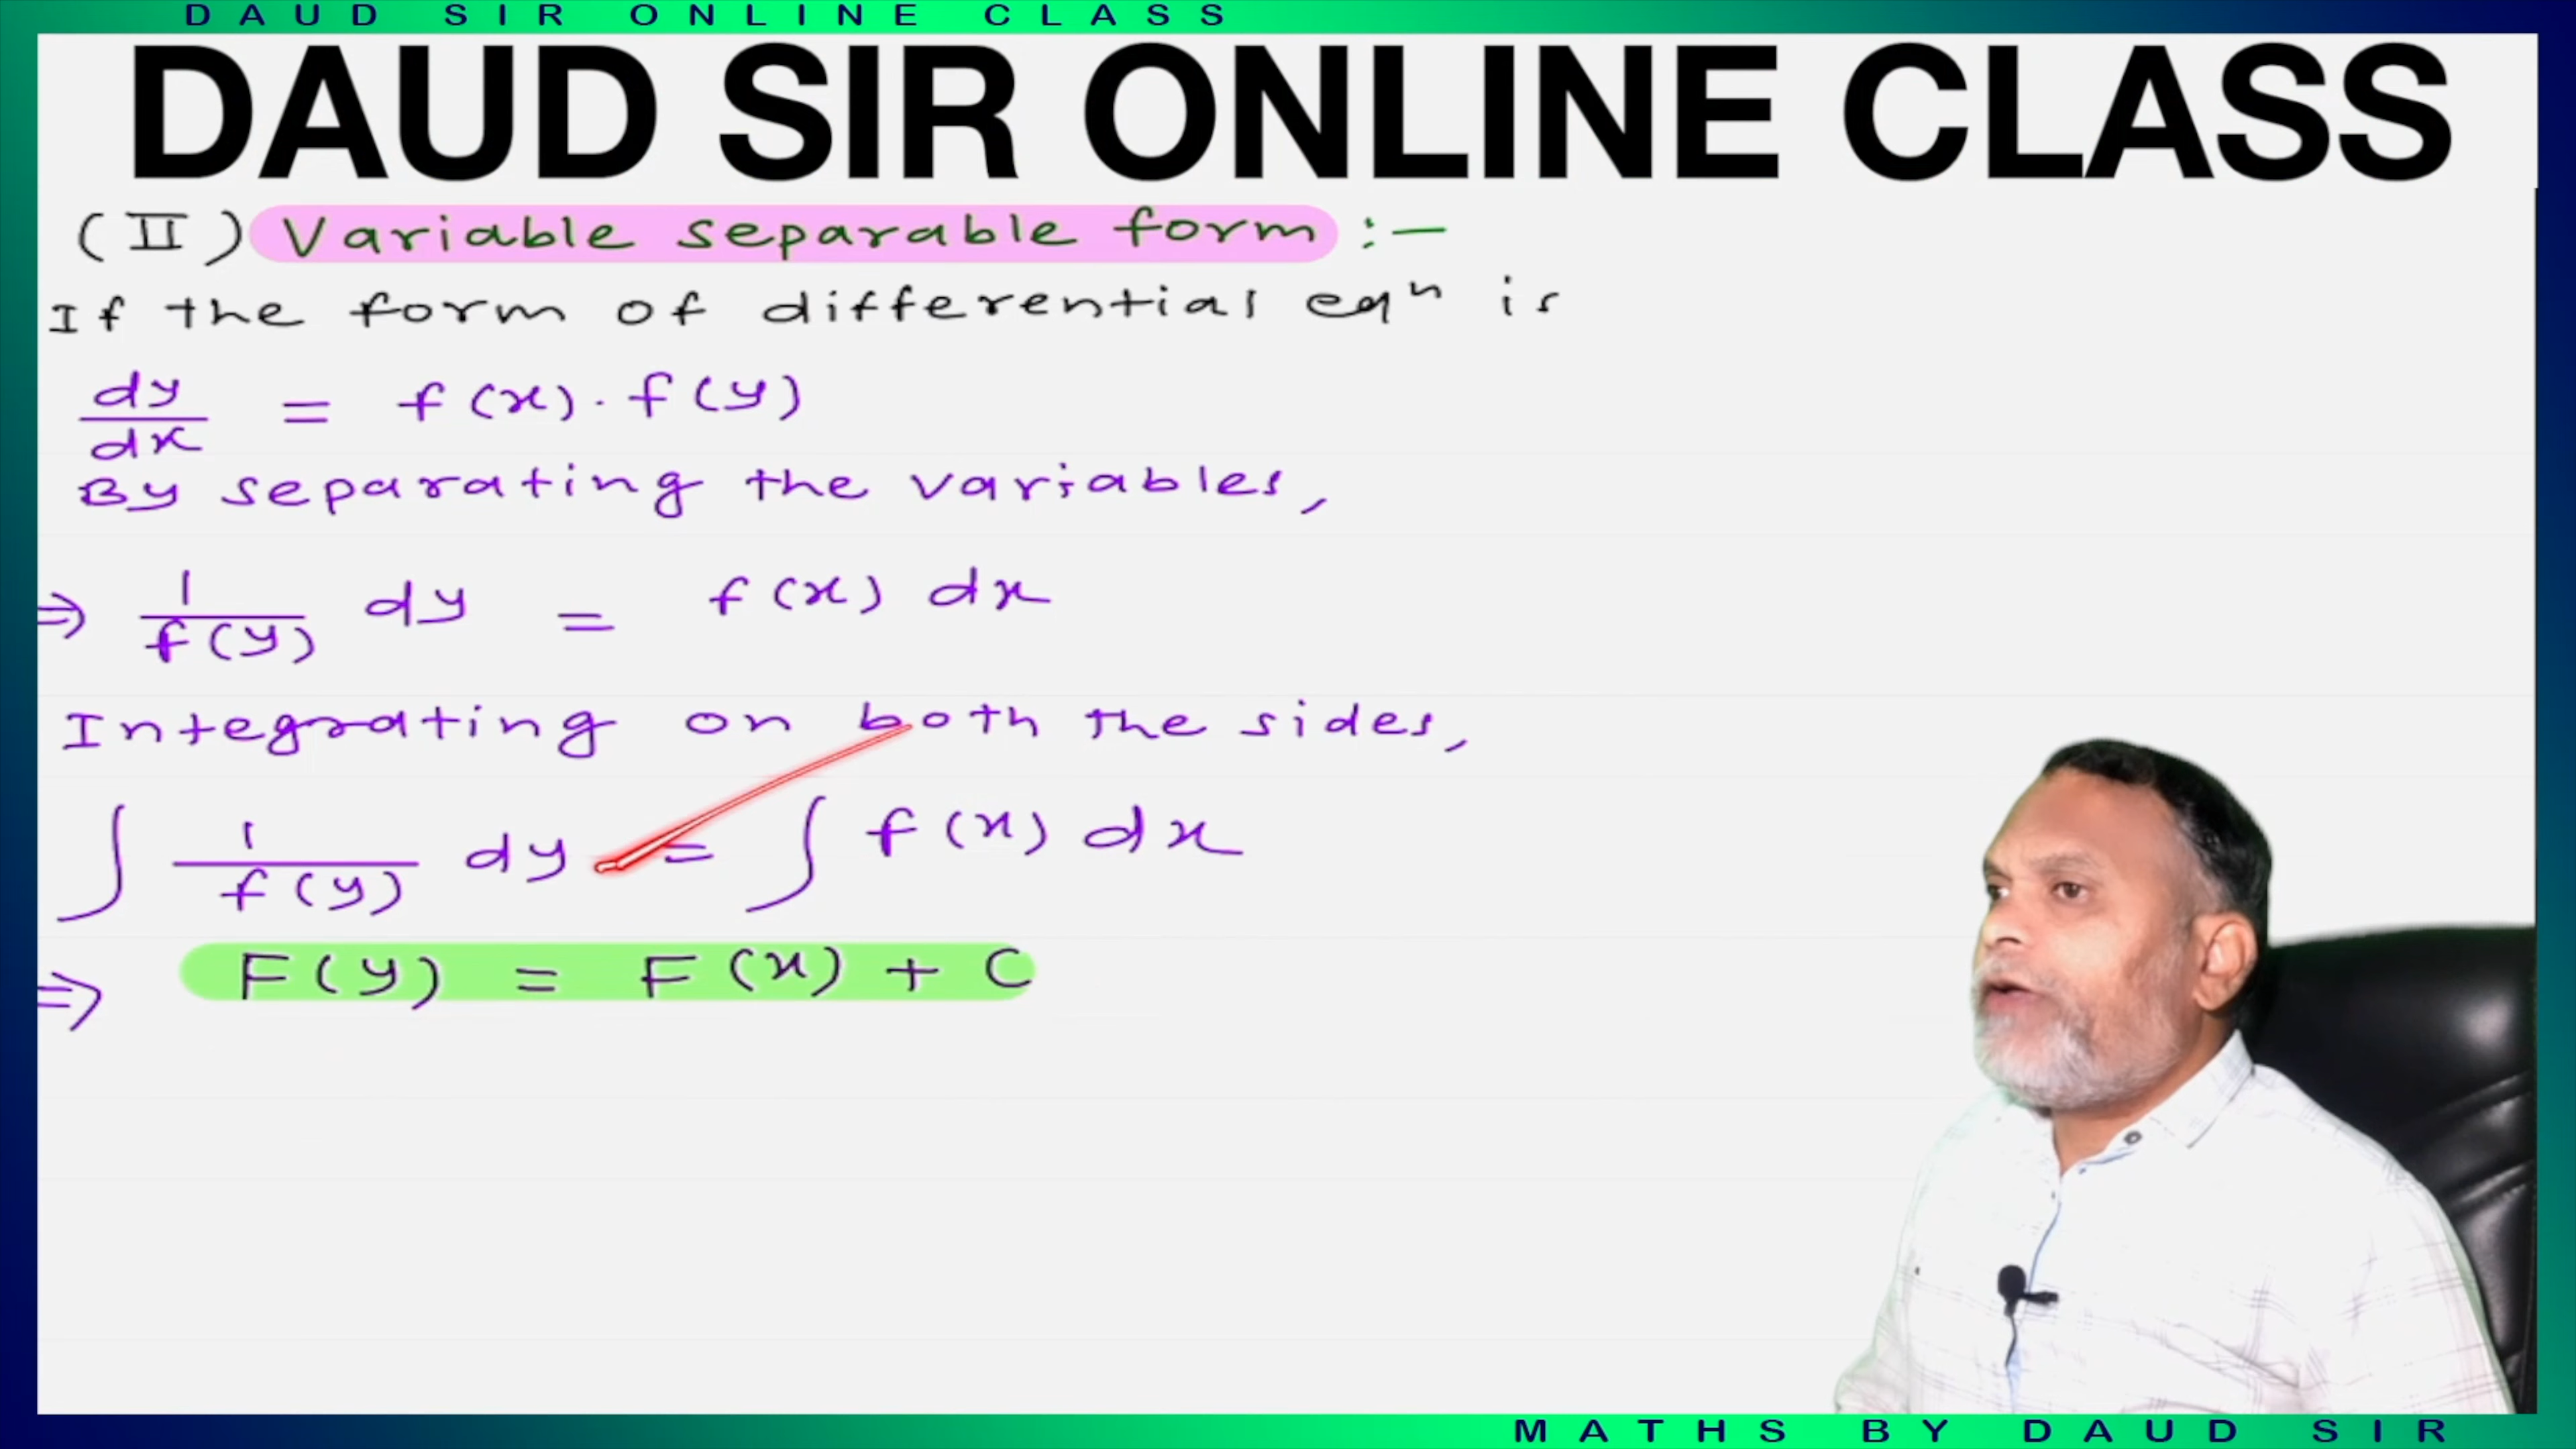 DAUD SIR ONLINE CLASS
DAUD SIR ONLINE CLASS
(II) Variable separable form :-
If the form of differential eqⁿ is
dy/dx = f(x) . f(y)
By separating the variables,
⇒ 1/f(y) dy = f(x) dx
Integrating on both the sides,
∫ 1/f(y) dy = ∫ f(x) dx
⇒ F(y) = F(x) + C
MATHS BY DAUD SIR